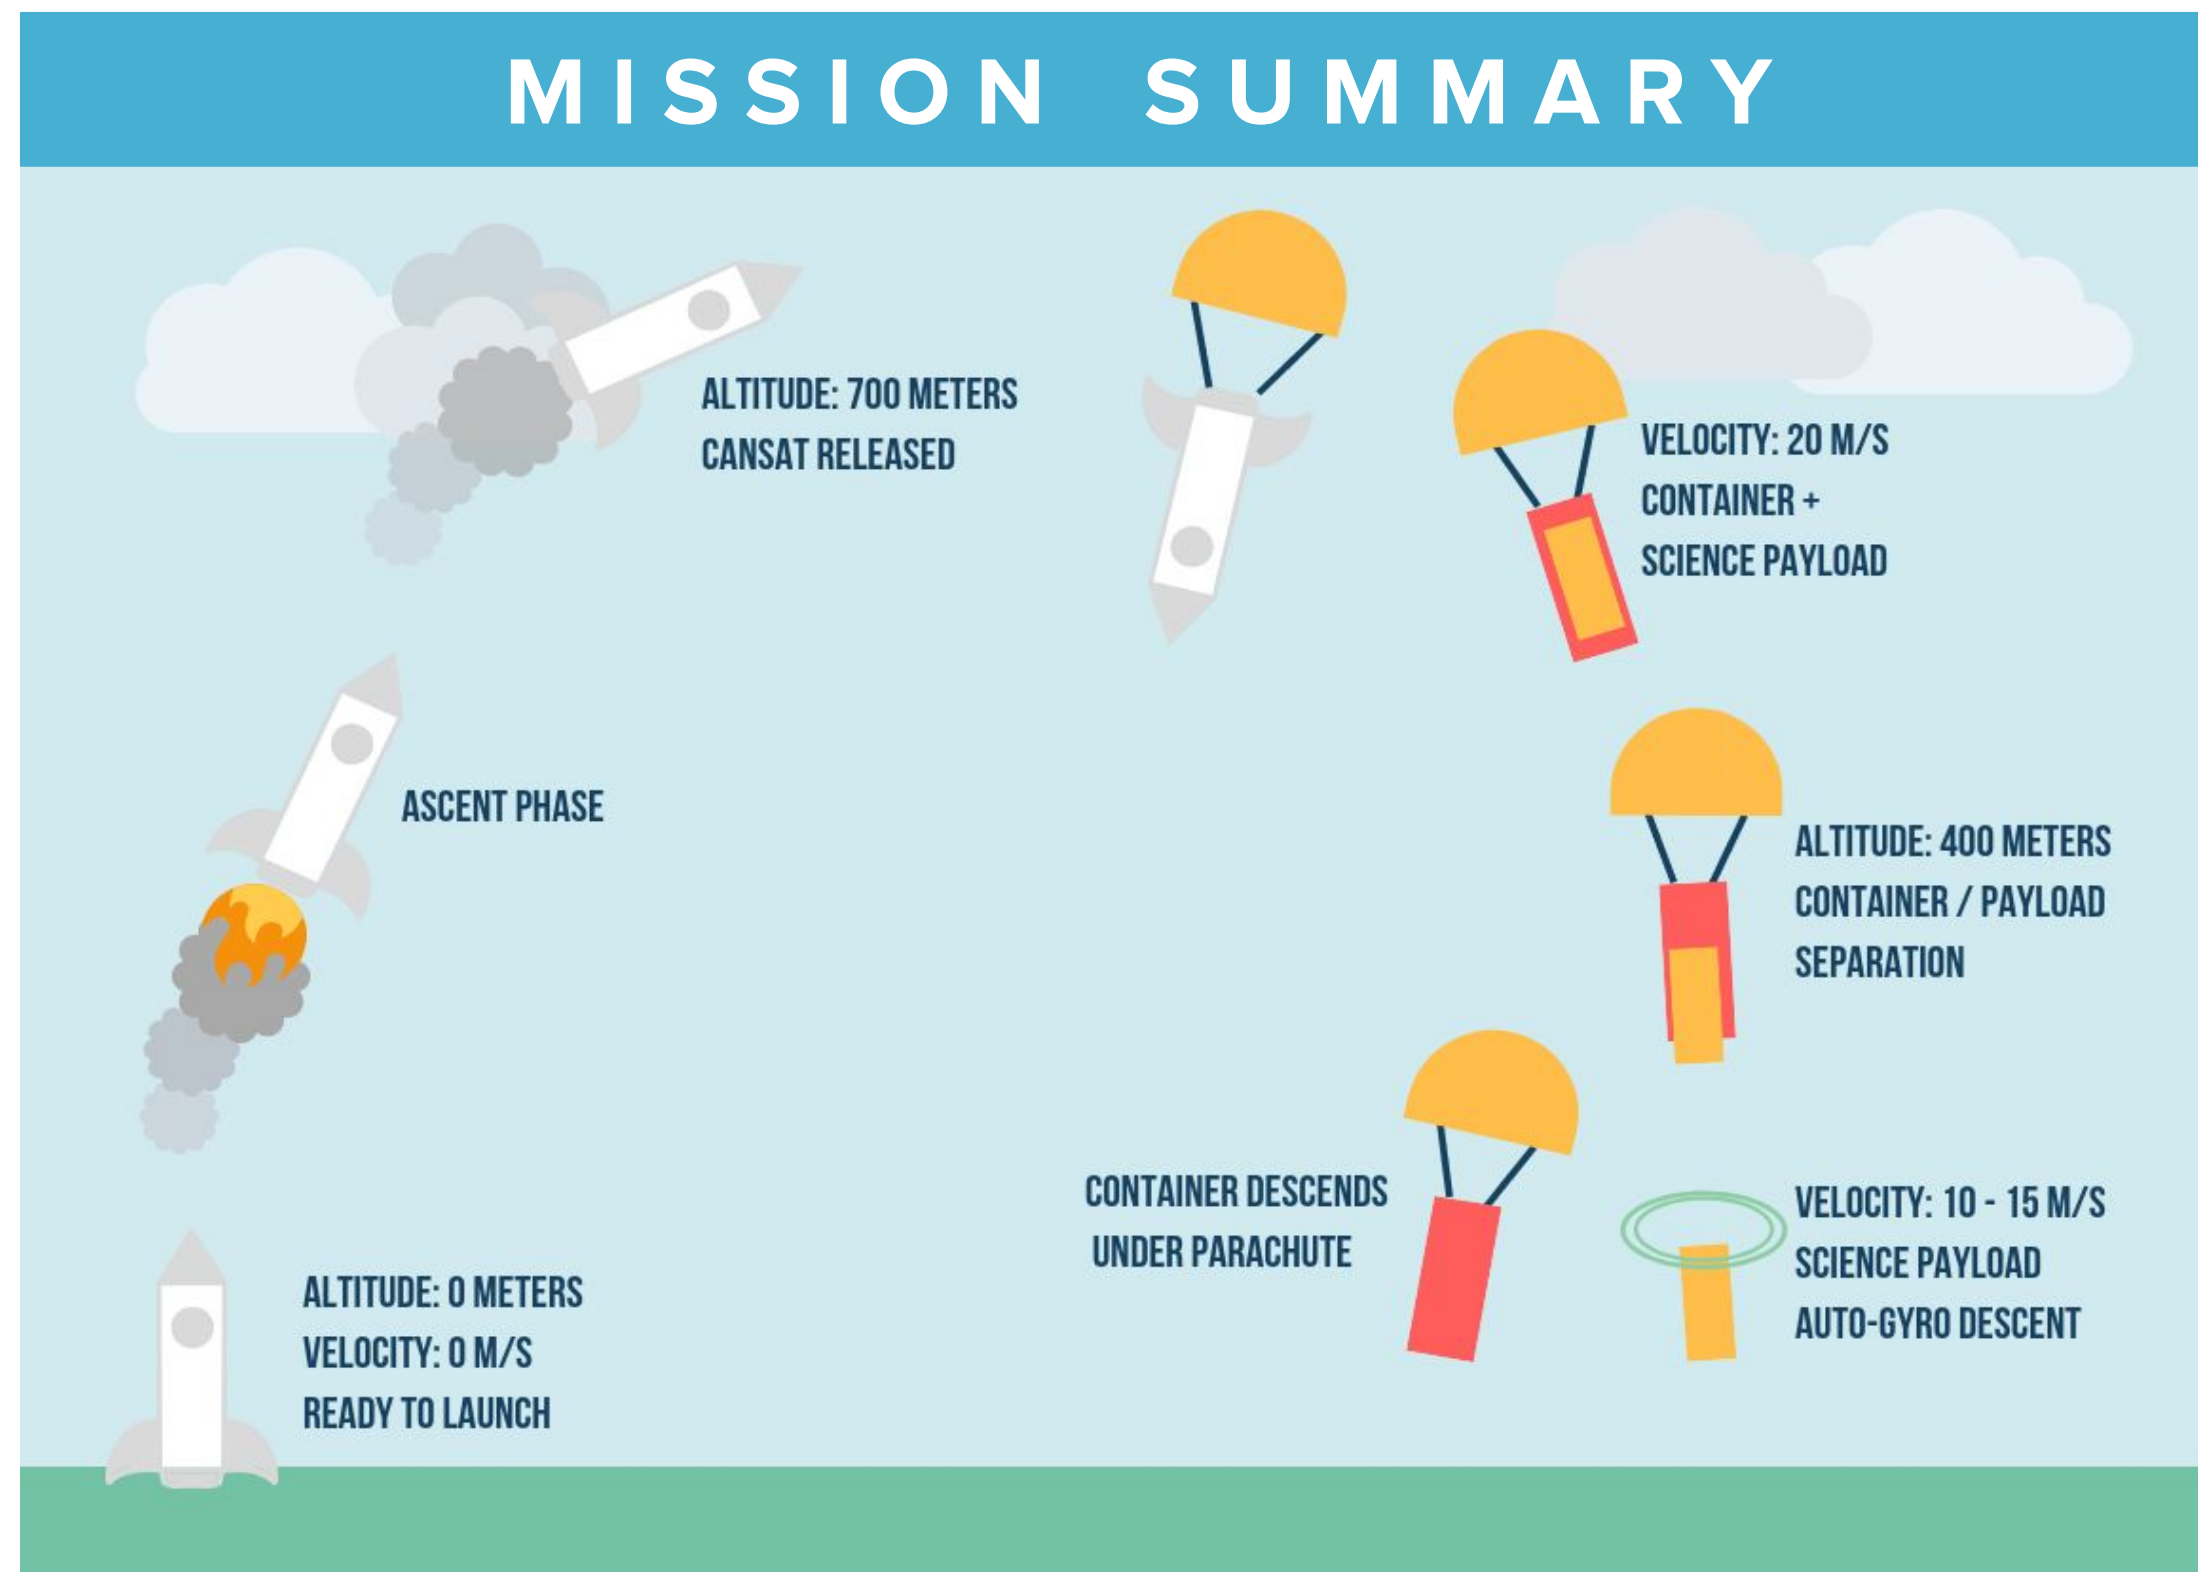 MISSION SUMMARY
ALTITUDE: 700 METERS
CANSAT RELEASED
VELOCITY: 20 M/S
CONTAINER +
SCIENCE PAYLOAD
ASCENT PHASE
ALTITUDE: 400 METERS
CONTAINER / PAYLOAD
SEPARATION
CONTAINER DESCENDS
UNDER PARACHUTE
VELOCITY: 10 - 15 M/S
SCIENCE PAYLOAD
AUTO-GYRO DESCENT
ALTITUDE: 0 METERS
VELOCITY: 0 M/S
READY TO LAUNCH